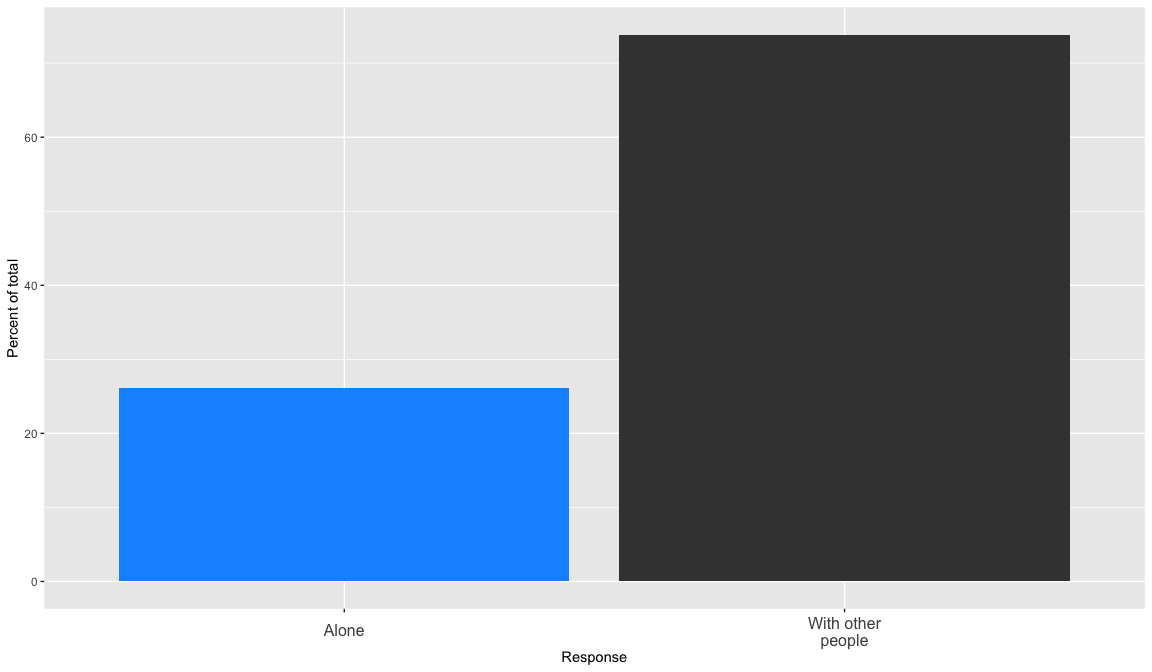 Percent of total
60
40
20
0
Alone
With other
people
Response